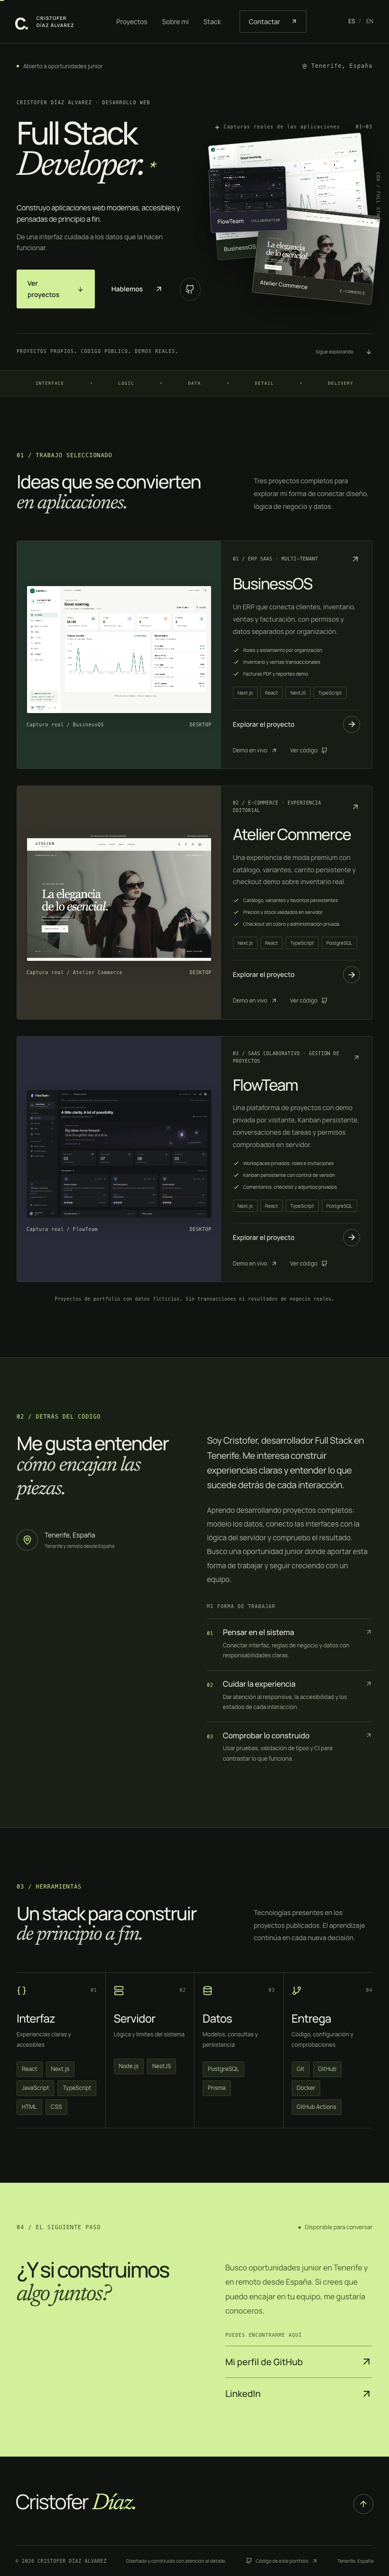 C.
CRISTOFER
DÍAZ ÁLVAREZ
Proyectos
Sobre mí
Stack
Contactar
ES / EN
Abierto a oportunidades junior
Tenerife, España
CRISTOFER DÍAZ ÁLVAREZ · DESARROLLO WEB
Full Stack
Developer.
Construyo aplicaciones web modernas, accesibles y
pensadas de principio a fin.
De una interfaz cuidada a los datos que la hacen
funcionar.
Ver
proyectos
Hablemos
Capturas reales de las aplicaciones
01—03
Good morning.
FlowTeam
COLLABORATION
BusinessOS
La elegancia
de lo esencial.
Atelier Commerce
E-COMMERCE
PROYECTOS PROPIOS. CÓDIGO PÚBLICO. DEMOS REALES.
Sigue explorando
INTERFACE
LOGIC
DATA
DETAIL
DELIVERY
01 / TRABAJO SELECCIONADO
Ideas que se convierten
en aplicaciones.
Tres proyectos completos para
explorar mi forma de conectar diseño,
lógica de negocio y datos.
Good morning.
Captura real / BusinessOS
DESKTOP
01 / ERP SAAS · MULTI-TENANT
BusinessOS
Un ERP que conecta clientes, inventario,
ventas y facturación, con permisos y
datos separados por organización.
Roles y aislamiento por organización
Inventario y ventas transaccionales
Facturas PDF y reportes demo
Next.js
React
NestJS
TypeScript
Explorar el proyecto
Demo en vivo
Ver código
ATELIER
La elegancia
de lo esencial.
Captura real / Atelier Commerce
DESKTOP
02 / E-COMMERCE · EXPERIENCIA
EDITORIAL
Atelier Commerce
Una experiencia de moda premium con
catálogo, variantes, carrito persistente y
checkout demo sobre inventario real.
Catálogo, variantes y favoritos persistentes
Precios y stock validados en servidor
Checkout sin cobro y administración privada
Next.js
React
TypeScript
PostgreSQL
Explorar el proyecto
Demo en vivo
Ver código
FlowTeam
A little clarity. A lot of possibility.
Big ideas move forward.
One thoughtful step at a time.
Captura real / FlowTeam
DESKTOP
03 / SAAS COLABORATIVO · GESTIÓN DE
PROYECTOS
FlowTeam
Una plataforma de proyectos con demo
privada por visitante, Kanban persistente,
conversaciones de tareas y permisos
comprobados en servidor.
Workspaces privados, roles e invitaciones
Kanban persistente con control de versión
Comentarios, checklist y adjuntos privados
Next.js
React
TypeScript
PostgreSQL
Explorar el proyecto
Demo en vivo
Ver código
Proyectos de portfolio con datos ficticios. Sin transacciones ni resultados de negocio reales.
02 / DETRÁS DEL CÓDIGO
Me gusta entender
cómo encajan las
piezas.
Tenerife, España
Tenerife y remoto desde España
Soy Cristofer, desarrollador Full Stack en
Tenerife. Me interesa construir
experiencias claras y entender lo que
sucede detrás de cada interacción.
Aprendo desarrollando proyectos completos:
modelo los datos, conecto las interfaces con la
lógica del servidor y compruebo el resultado.
Busco una oportunidad junior donde aportar esta
forma de trabajar y seguir creciendo con un
equipo.
MI FORMA DE TRABAJAR
01
Pensar en el sistema
Conectar interfaz, reglas de negocio y datos con
responsabilidades claras.
02
Cuidar la experiencia
Dar atención al responsive, la accesibilidad y los
estados de cada interacción.
03
Comprobar lo construido
Usar pruebas, validación de tipos y CI para
contrastar lo que funciona.
03 / HERRAMIENTAS
Un stack para construir
de principio a fin.
Tecnologías presentes en los
proyectos publicados. El aprendizaje
continúa en cada nueva decisión.
01
Interfaz
Experiencias claras y
accesibles
React
Next.js
JavaScript
TypeScript
HTML
CSS
02
Servidor
Lógica y límites del sistema
Node.js
NestJS
03
Datos
Modelos, consultas y
persistencia
PostgreSQL
Prisma
04
Entrega
Código, configuración y
comprobaciones
Git
GitHub
Docker
GitHub Actions
04 / EL SIGUIENTE PASO
Disponible para conversar
¿Y si construimos
algo juntos?
Busco oportunidades junior en Tenerife y
en remoto desde España. Si crees que
puedo encajar en tu equipo, me gustaría
conoceros.
PUEDES ENCONTRARME AQUÍ
Mi perfil de GitHub
LinkedIn
Cristofer Díaz.
© 2026 CRISTOFER DÍAZ ÁLVAREZ
Diseñado y construido con atención al detalle.
Código de este portfolio
Tenerife, España